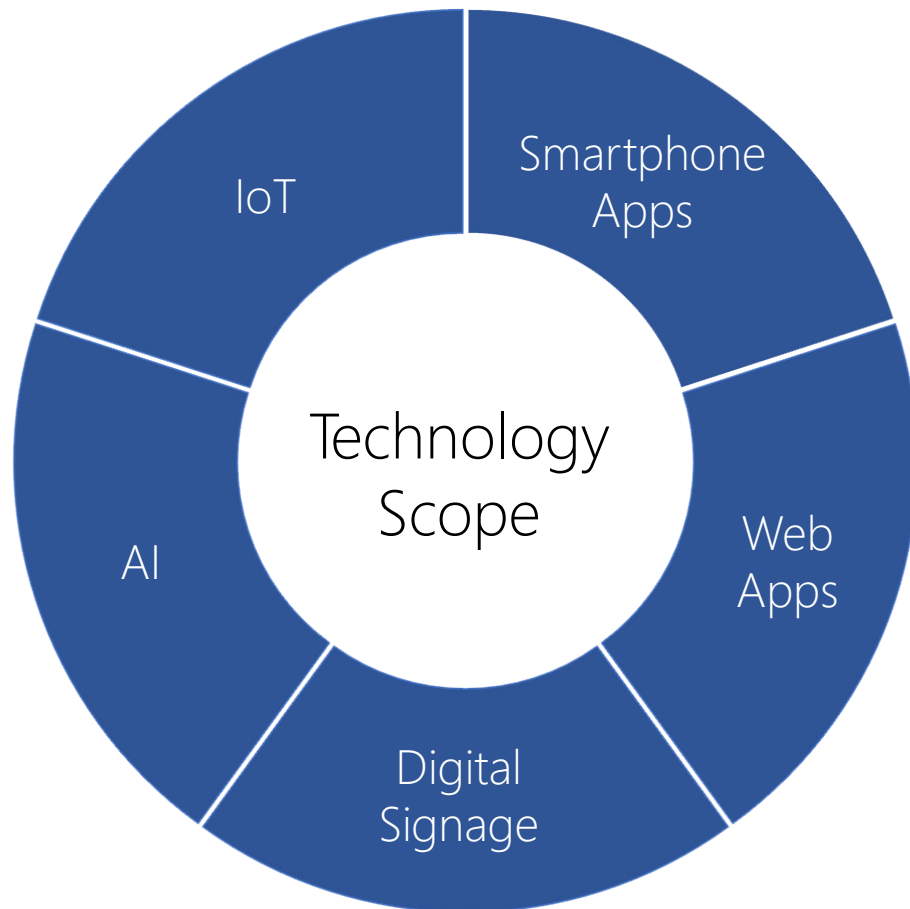 IoT
Smartphone
Apps
Technology
Scope
AI
Web
Apps
Digital
Signage